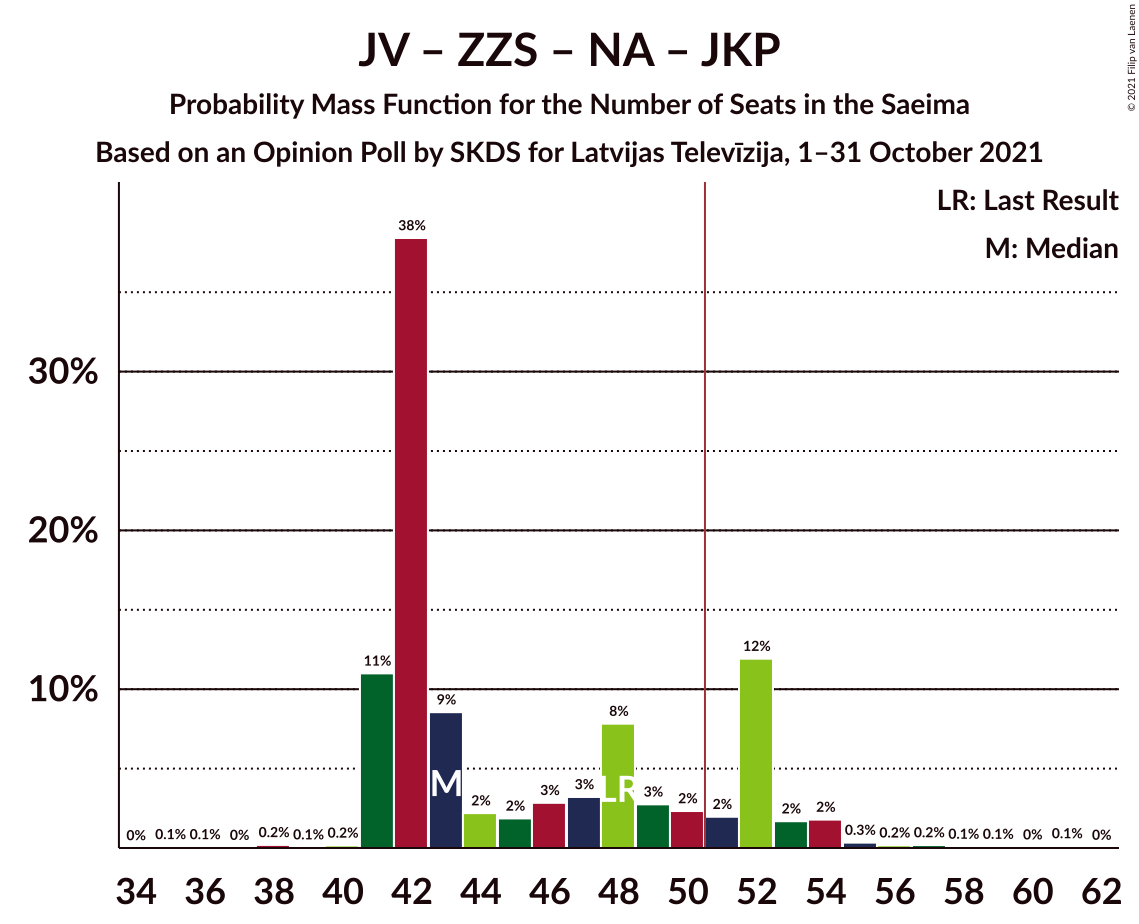 JV – ZZS – NA – JKP
Probability Mass Function for the Number of Seats in the Saeima
Based on an Opinion Poll by SKDS for Latvijas Televīzija, 1–31 October 2021
© 2021 Filip van Laenen
LR: Last Result
M: Median
30%
20%
10%
0% 0.1% 0.1% 0% 0.2% 0.1% 0.2% 11% 38% 9% 2% 2% 3% 3% 8% 3% 2% 2% 12% 2% 2% 0.3% 0.2% 0.2% 0.1% 0.1% 0% 0.1% 0%
M LR
34 36 38 40 42 44 46 48 50 52 54 56 58 60 62